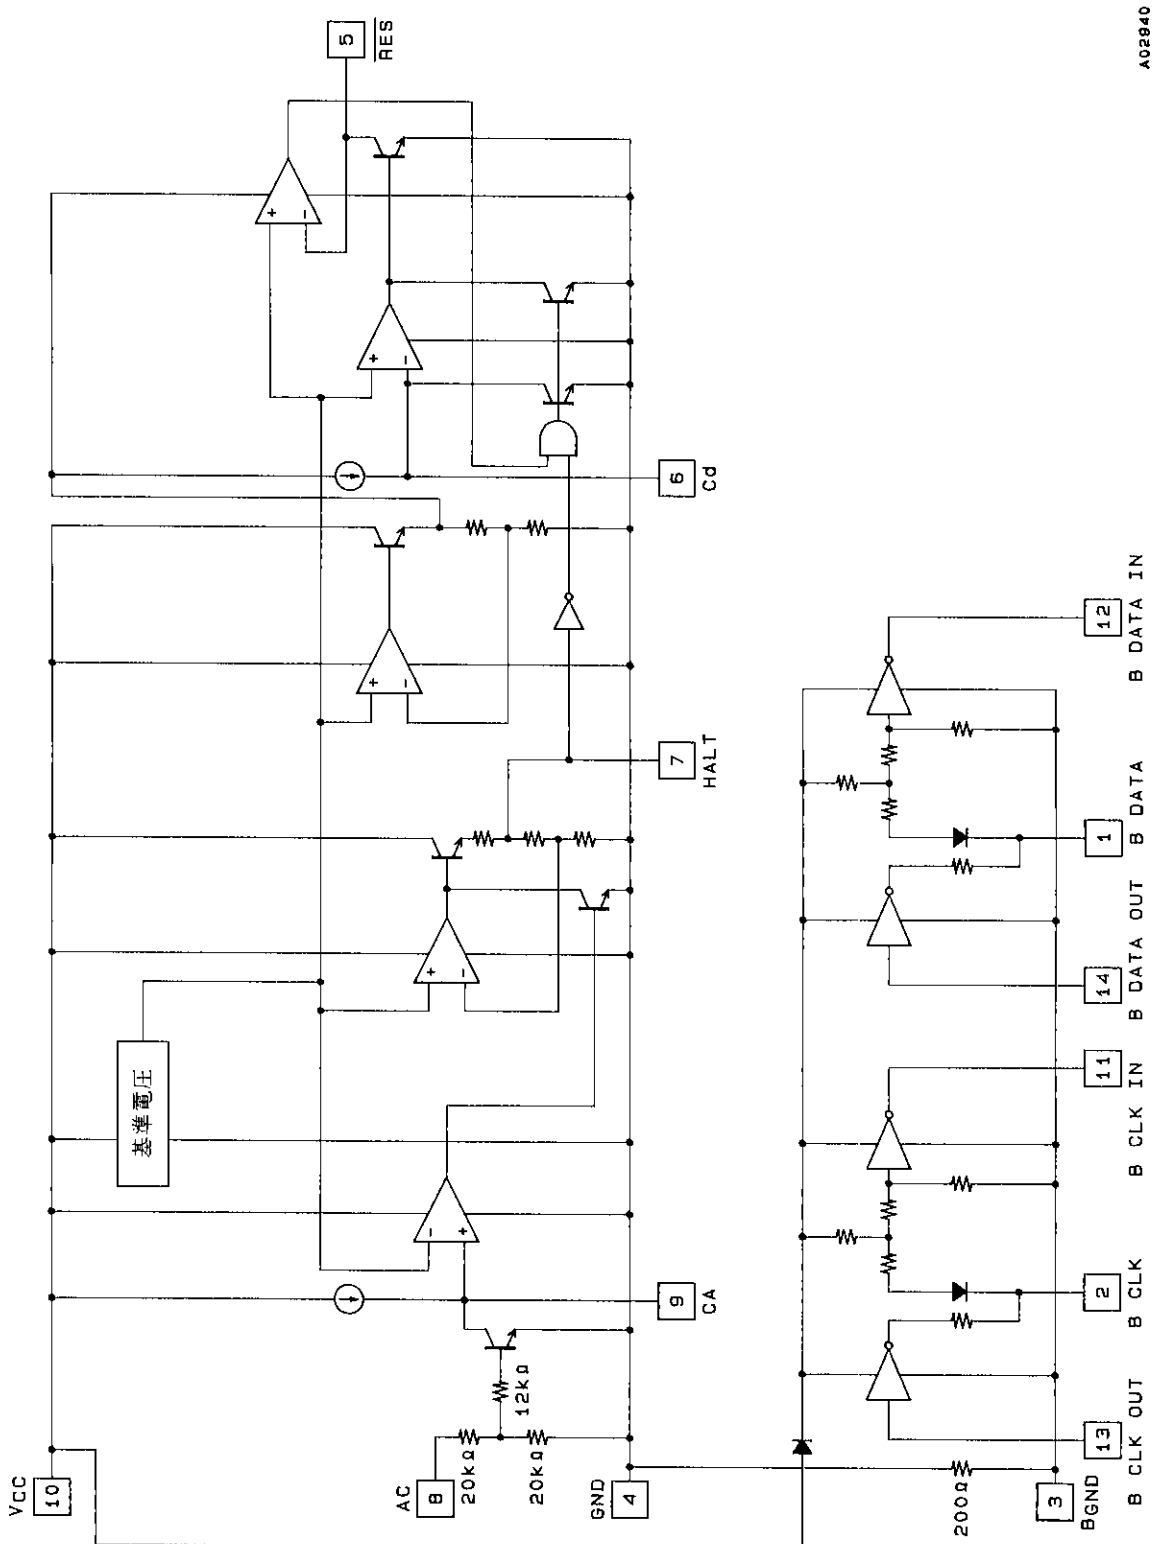 VCC
10
AC
8
20kΩ
20kΩ
12kΩ
GND
4
9
CA
基準電圧
7
HALT
6
Cd
5
RES
+
-
+
-
+
-
+
-
+
-
200Ω
3
BGND
13
B CLK OUT
2
B CLK
11
B CLK IN
14
B DATA OUT
1
B DATA
12
B DATA IN
A02940